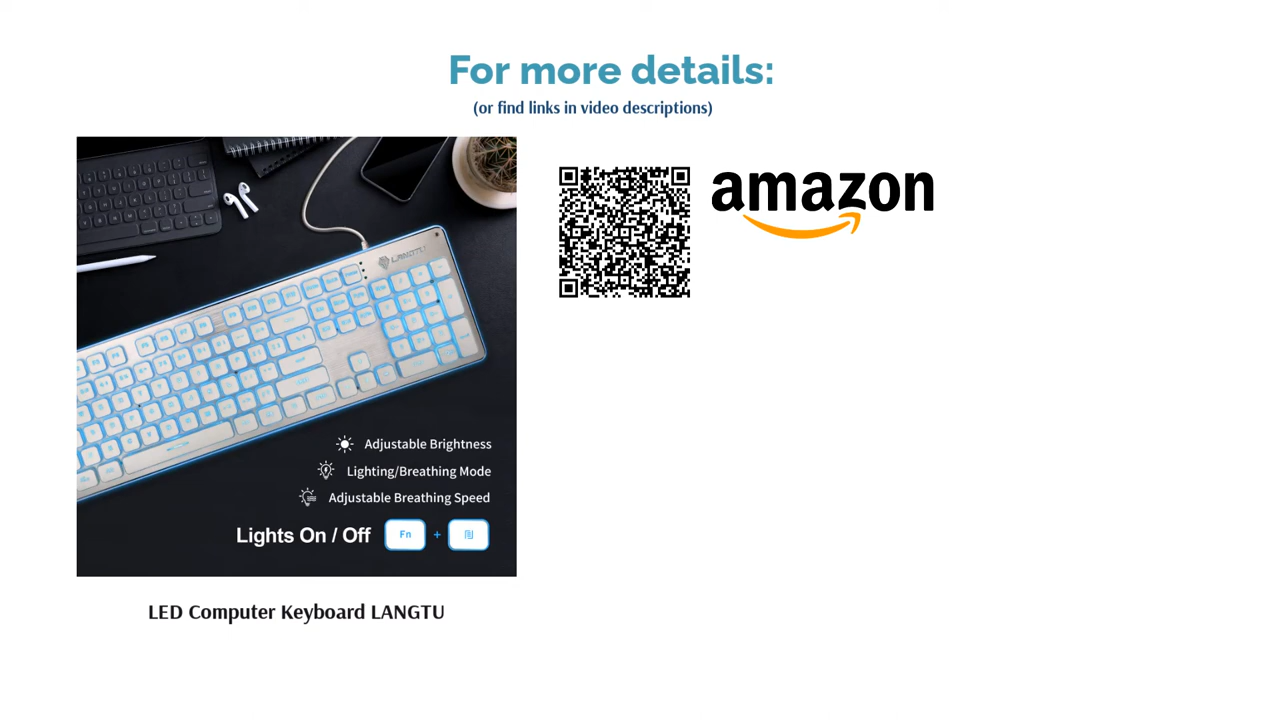 For more details:
(or find links in video descriptions)
amazon
LANGTU
Adjustable Brightness
Lighting/Breathing Mode
Adjustable Breathing Speed
Lights On / Off Fn +
LED Computer Keyboard LANGTU